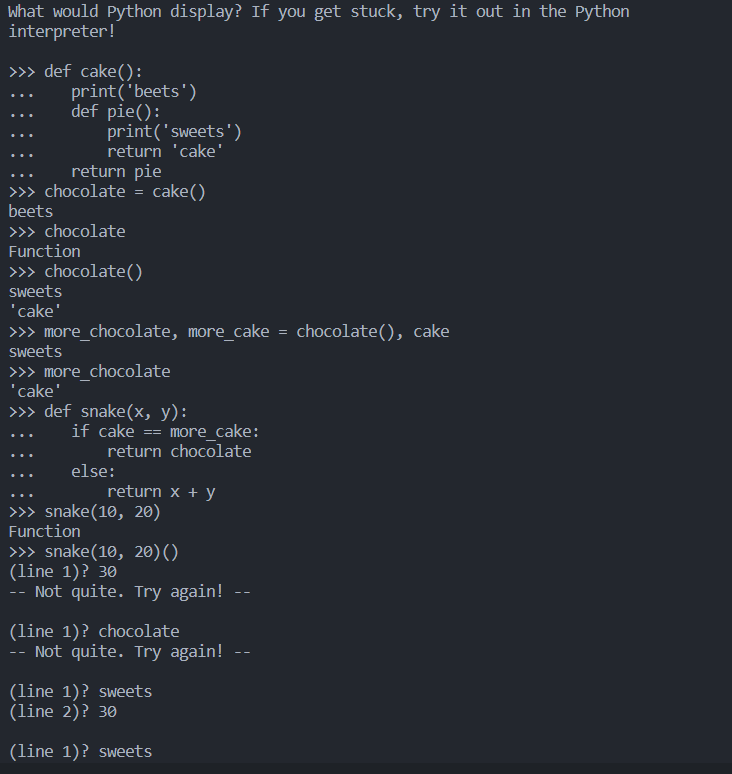 What would Python display? If you get stuck, try it out in the Python
interpreter!
>>> def cake():
...    print('beets')
...    def pie():
...        print('sweets')
...        return 'cake'
...    return pie
>>> chocolate = cake()
beets
>>> chocolate
Function
>>> chocolate()
sweets
'cake'
>>> more_chocolate, more_cake = chocolate(), cake
sweets
>>> more_chocolate
'cake'
>>> def snake(x, y):
...    if cake == more_cake:
...        return chocolate
...    else:
...        return x + y
>>> snake(10, 20)
Function
>>> snake(10, 20)()
(line 1)? 30
-- Not quite. Try again! --
(line 1)? chocolate
-- Not quite. Try again! --
(line 1)? sweets
(line 2)? 30
(line 1)? sweets